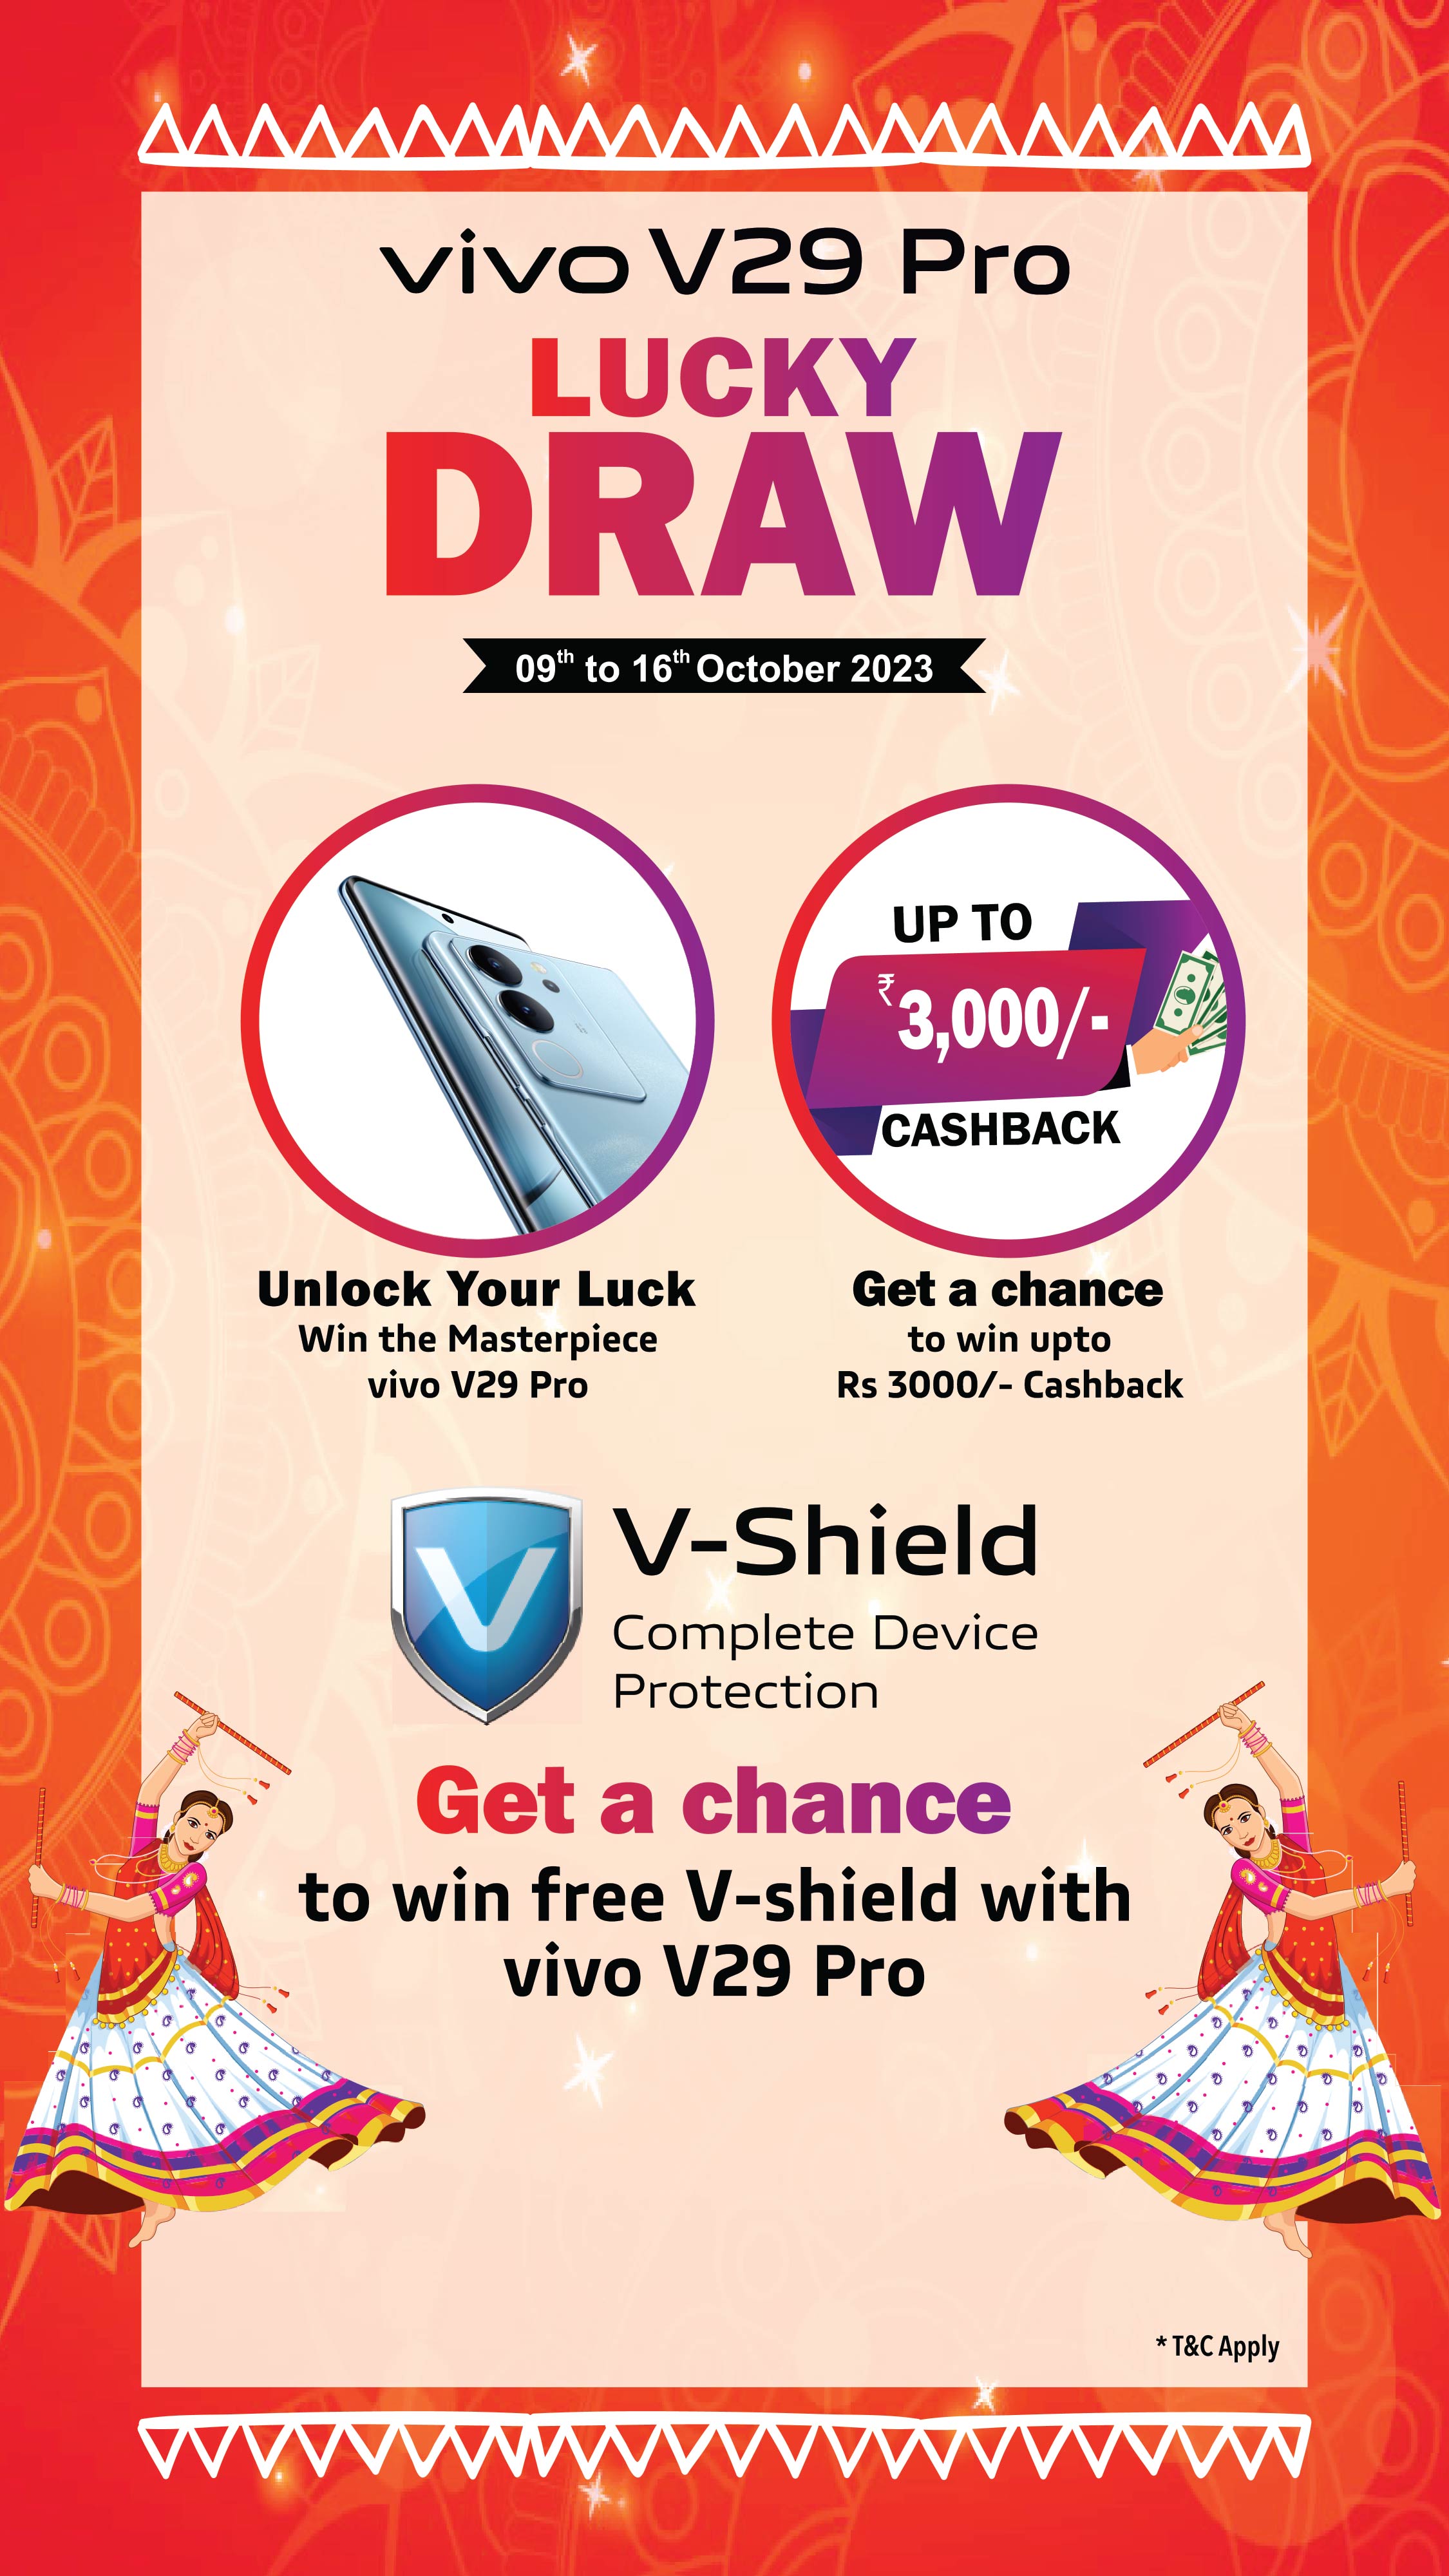 vivo V29 Pro
LUCKY
DRAW
09th to 16th October 2023
UP TO
₹3,000/-
CASHBACK
Unlock Your Luck
Win the Masterpiece
vivo V29 Pro
Get a chance
to win upto
Rs 3000/- Cashback
V
V-Shield
Complete Device
Protection
Get a chance
to win free V-shield with
vivo V29 Pro
* T&C Apply